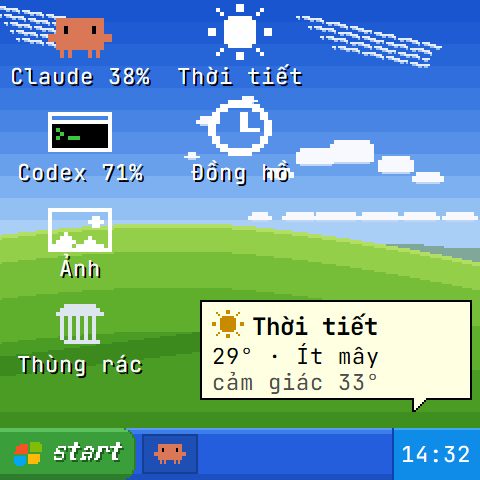 Claude 38%
Thời tiết
Codex 71%
Đồng hồ
Ảnh
Thùng rác
Thời tiết
29° · Ít mây
cảm giác 33°
start
14:32